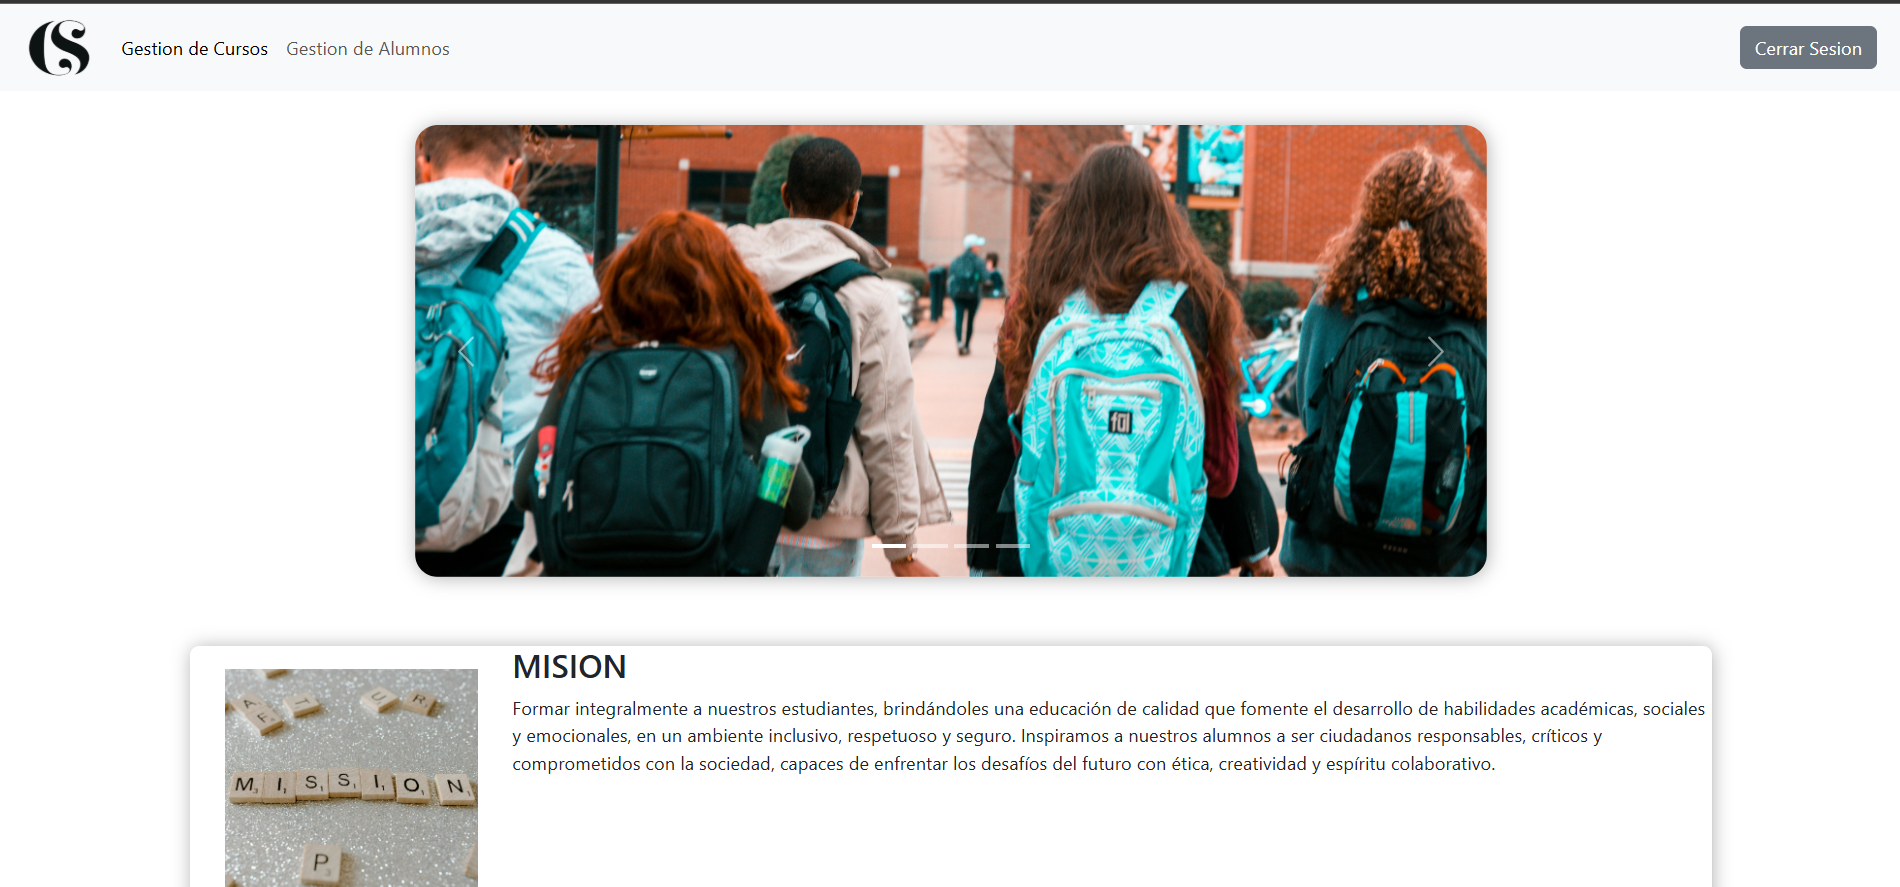 Gestion de Cursos Gestion de Alumnos Cerrar Sesion
ful
MISION
Formar integralmente a nuestros estudiantes, brindándoles una educación de calidad que fomente el desarrollo de habilidades académicas, sociales
y emocionales, en un ambiente inclusivo, respetuoso y seguro. Inspiramos a nuestros alumnos a ser ciudadanos responsables, críticos y
comprometidos con la sociedad, capaces de enfrentar los desafíos del futuro con ética, creatividad y espíritu colaborativo.
A F T U R
M I S S I O N
P